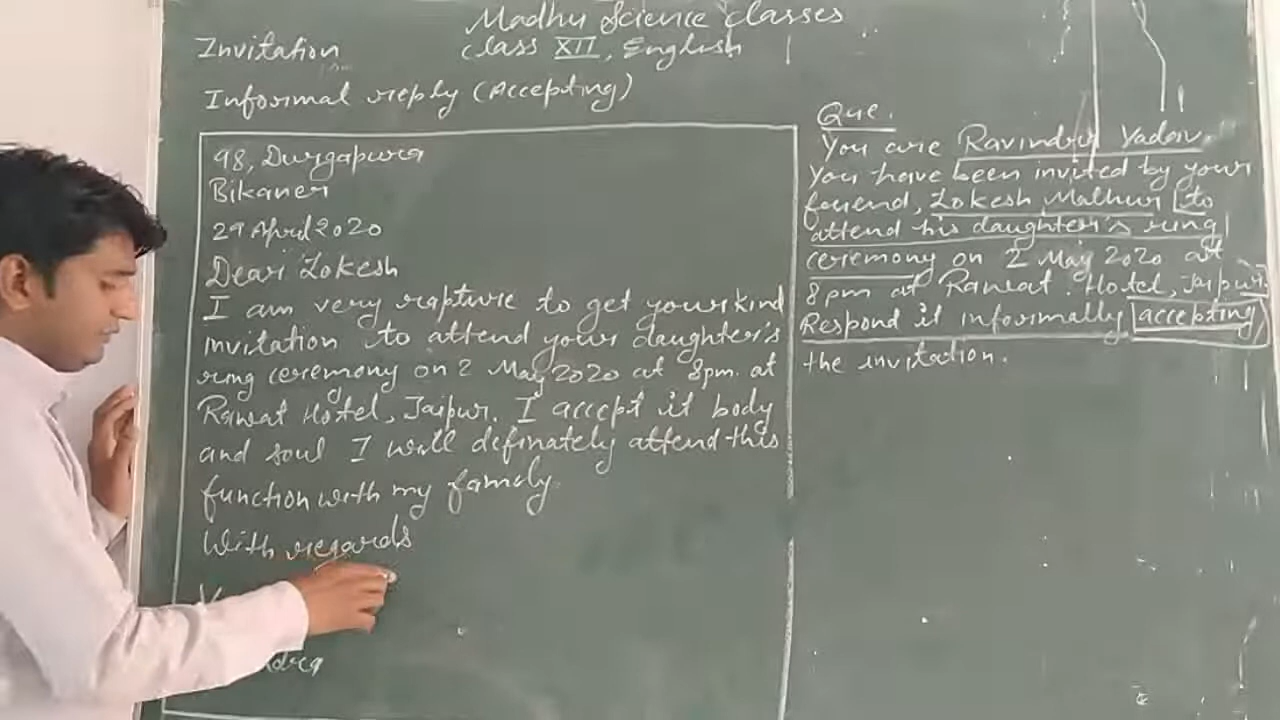 Madhu Science Classes
Invitation
Class XII, English
Informal reply (Accepting)
98, Durgapura
Bikaner
29 April 2020
Dear Lokesh
I am very rapture to get your kind
invitation to attend your daughter's
ring ceremony on 2 May 2020 at 8pm. at
Rawat Hotel, Jaipur. I accept it body
and soul I will definately attend this
function with my family
With regards
Que.
You are Ravindra Yadav.
You have been invited by your
friend, Lokesh Mathur to
attend his daughter's ring
ceremony on 2 May 2020 at
8pm at Rawat. Hotel, Jaipur.
Respond it informally accepting
the invitation.